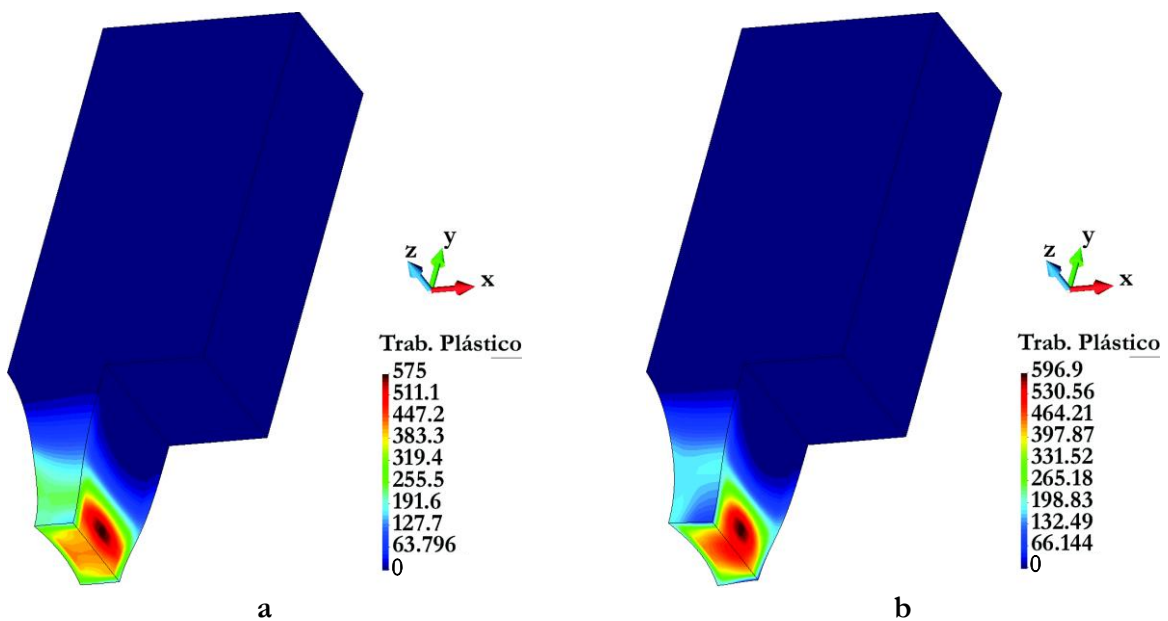 z
y
x
Trab. Plástico
575
511.1
447.2
383.3
319.4
255.5
191.6
127.7
63.796
0
a
z
y
x
Trab. Plástico
596.9
530.56
464.21
397.87
331.52
265.18
198.83
132.49
66.144
0
b